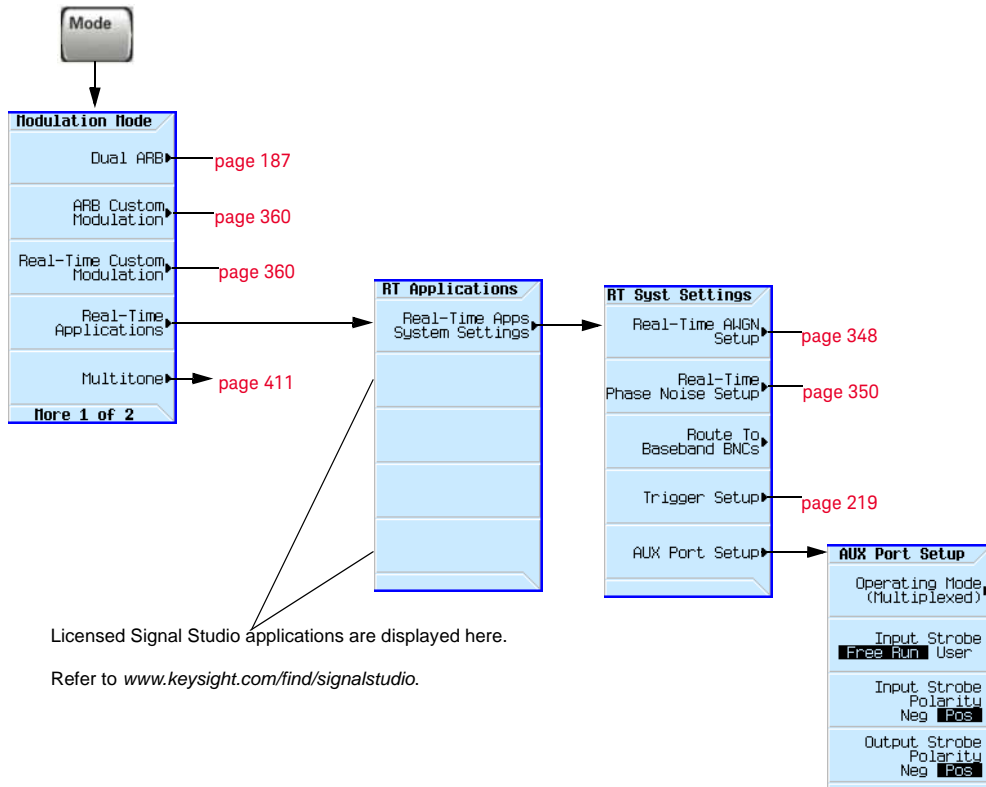 Mode
Modulation Mode
Dual ARB
page 187
ARB Custom
Modulation
page 360
Real-Time Custom
Modulation
page 360
Real-Time
Applications
Multitone
page 411
More 1 of 2
RT Applications
Real-Time Apps
System Settings
RT Syst Settings
Real-Time AWGN
Setup
page 348
Real-Time
Phase Noise Setup
page 350
Route To
Baseband BNCs
Trigger Setup
page 219
AUX Port Setup
AUX Port Setup
Operating Mode
(Multiplexed)
Input Strobe
Free Run User
Input Strobe
Polarity
Neg Pos
Output Strobe
Polarity
Neg Pos
Licensed Signal Studio applications are displayed here.
Refer to www.keysight.com/find/signalstudio.